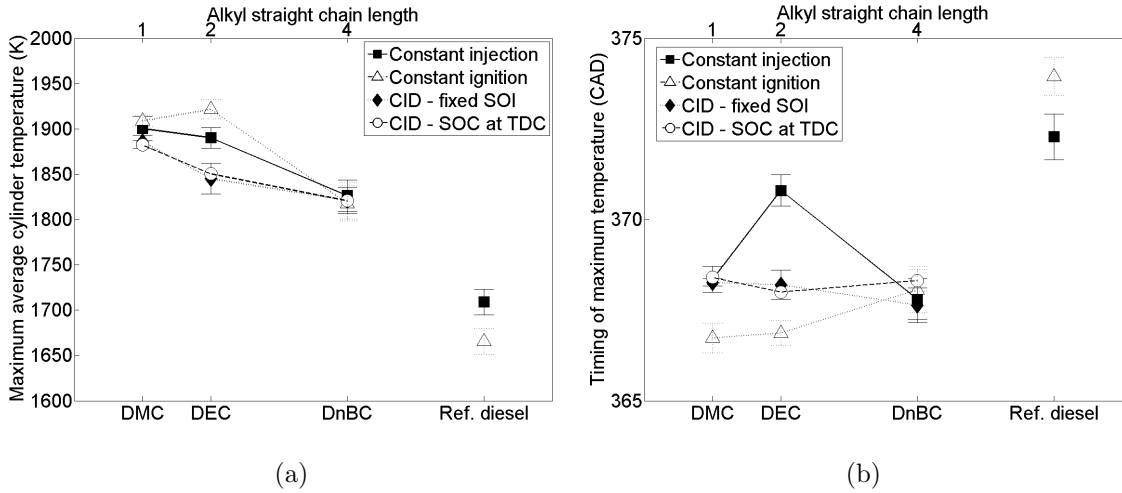 Alkyl straight chain length
1 2 4
Maximum average cylinder temperature (K)
2000
1950
1900
1850
1800
1750
1700
1650
1600
Constant injection
Constant ignition
CID - fixed SOI
CID - SOC at TDC
DMC DEC DnBC Ref. diesel
(a)
Alkyl straight chain length
1 2 4
Timing of maximum temperature (CAD)
375
370
365
Constant injection
Constant ignition
CID - fixed SOI
CID - SOC at TDC
DMC DEC DnBC Ref. diesel
(b)